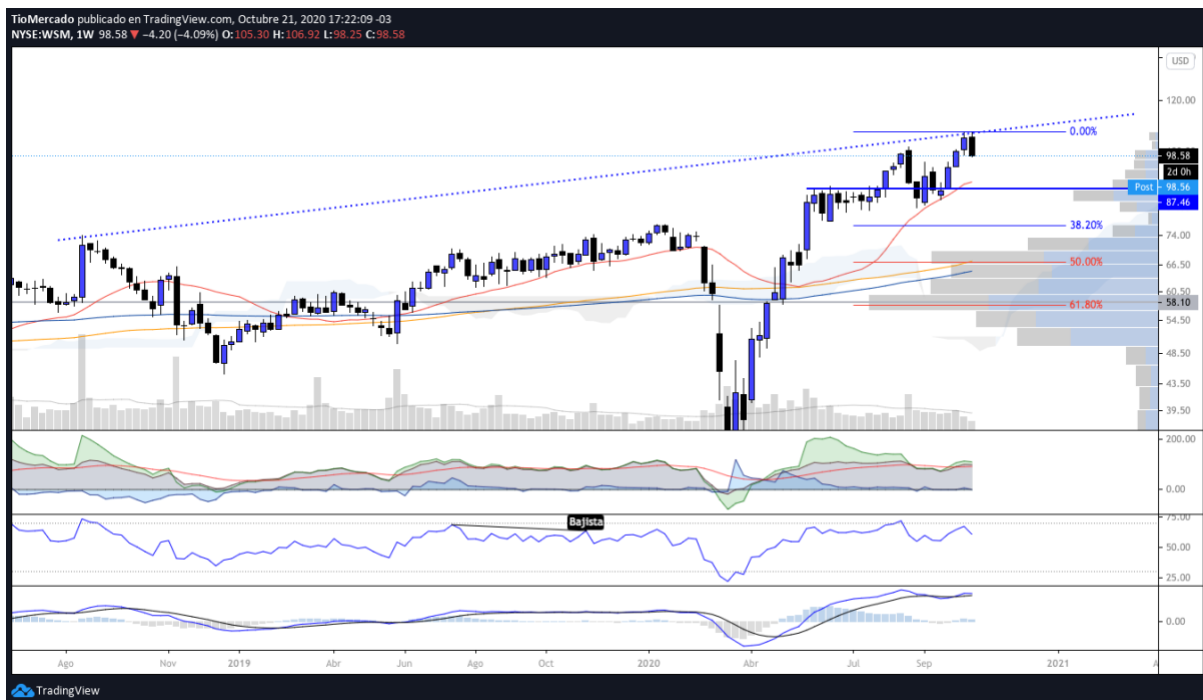 TioMercado publicado en TradingView.com, Octubre 21, 2020 17:22:09 -03
NYSE:WSM, 1W 98.58 ▼ −4.20 (−4.09%) O:105.30 H:106.92 L:98.25 C:98.58
USD
120.00
0.00%
98.58
2d 0h
Post 98.56
87.46
38.20%
74.00
50.00%
66.50
60.50
58.10
61.80%
54.50
48.50
43.50
39.50
200.00
0.00
Bajista
75.00
50.00
25.00
0.00
Ago Nov 2019 Abr Jun Ago Oct 2020 Abr Jul Sep 2021 A
TradingView